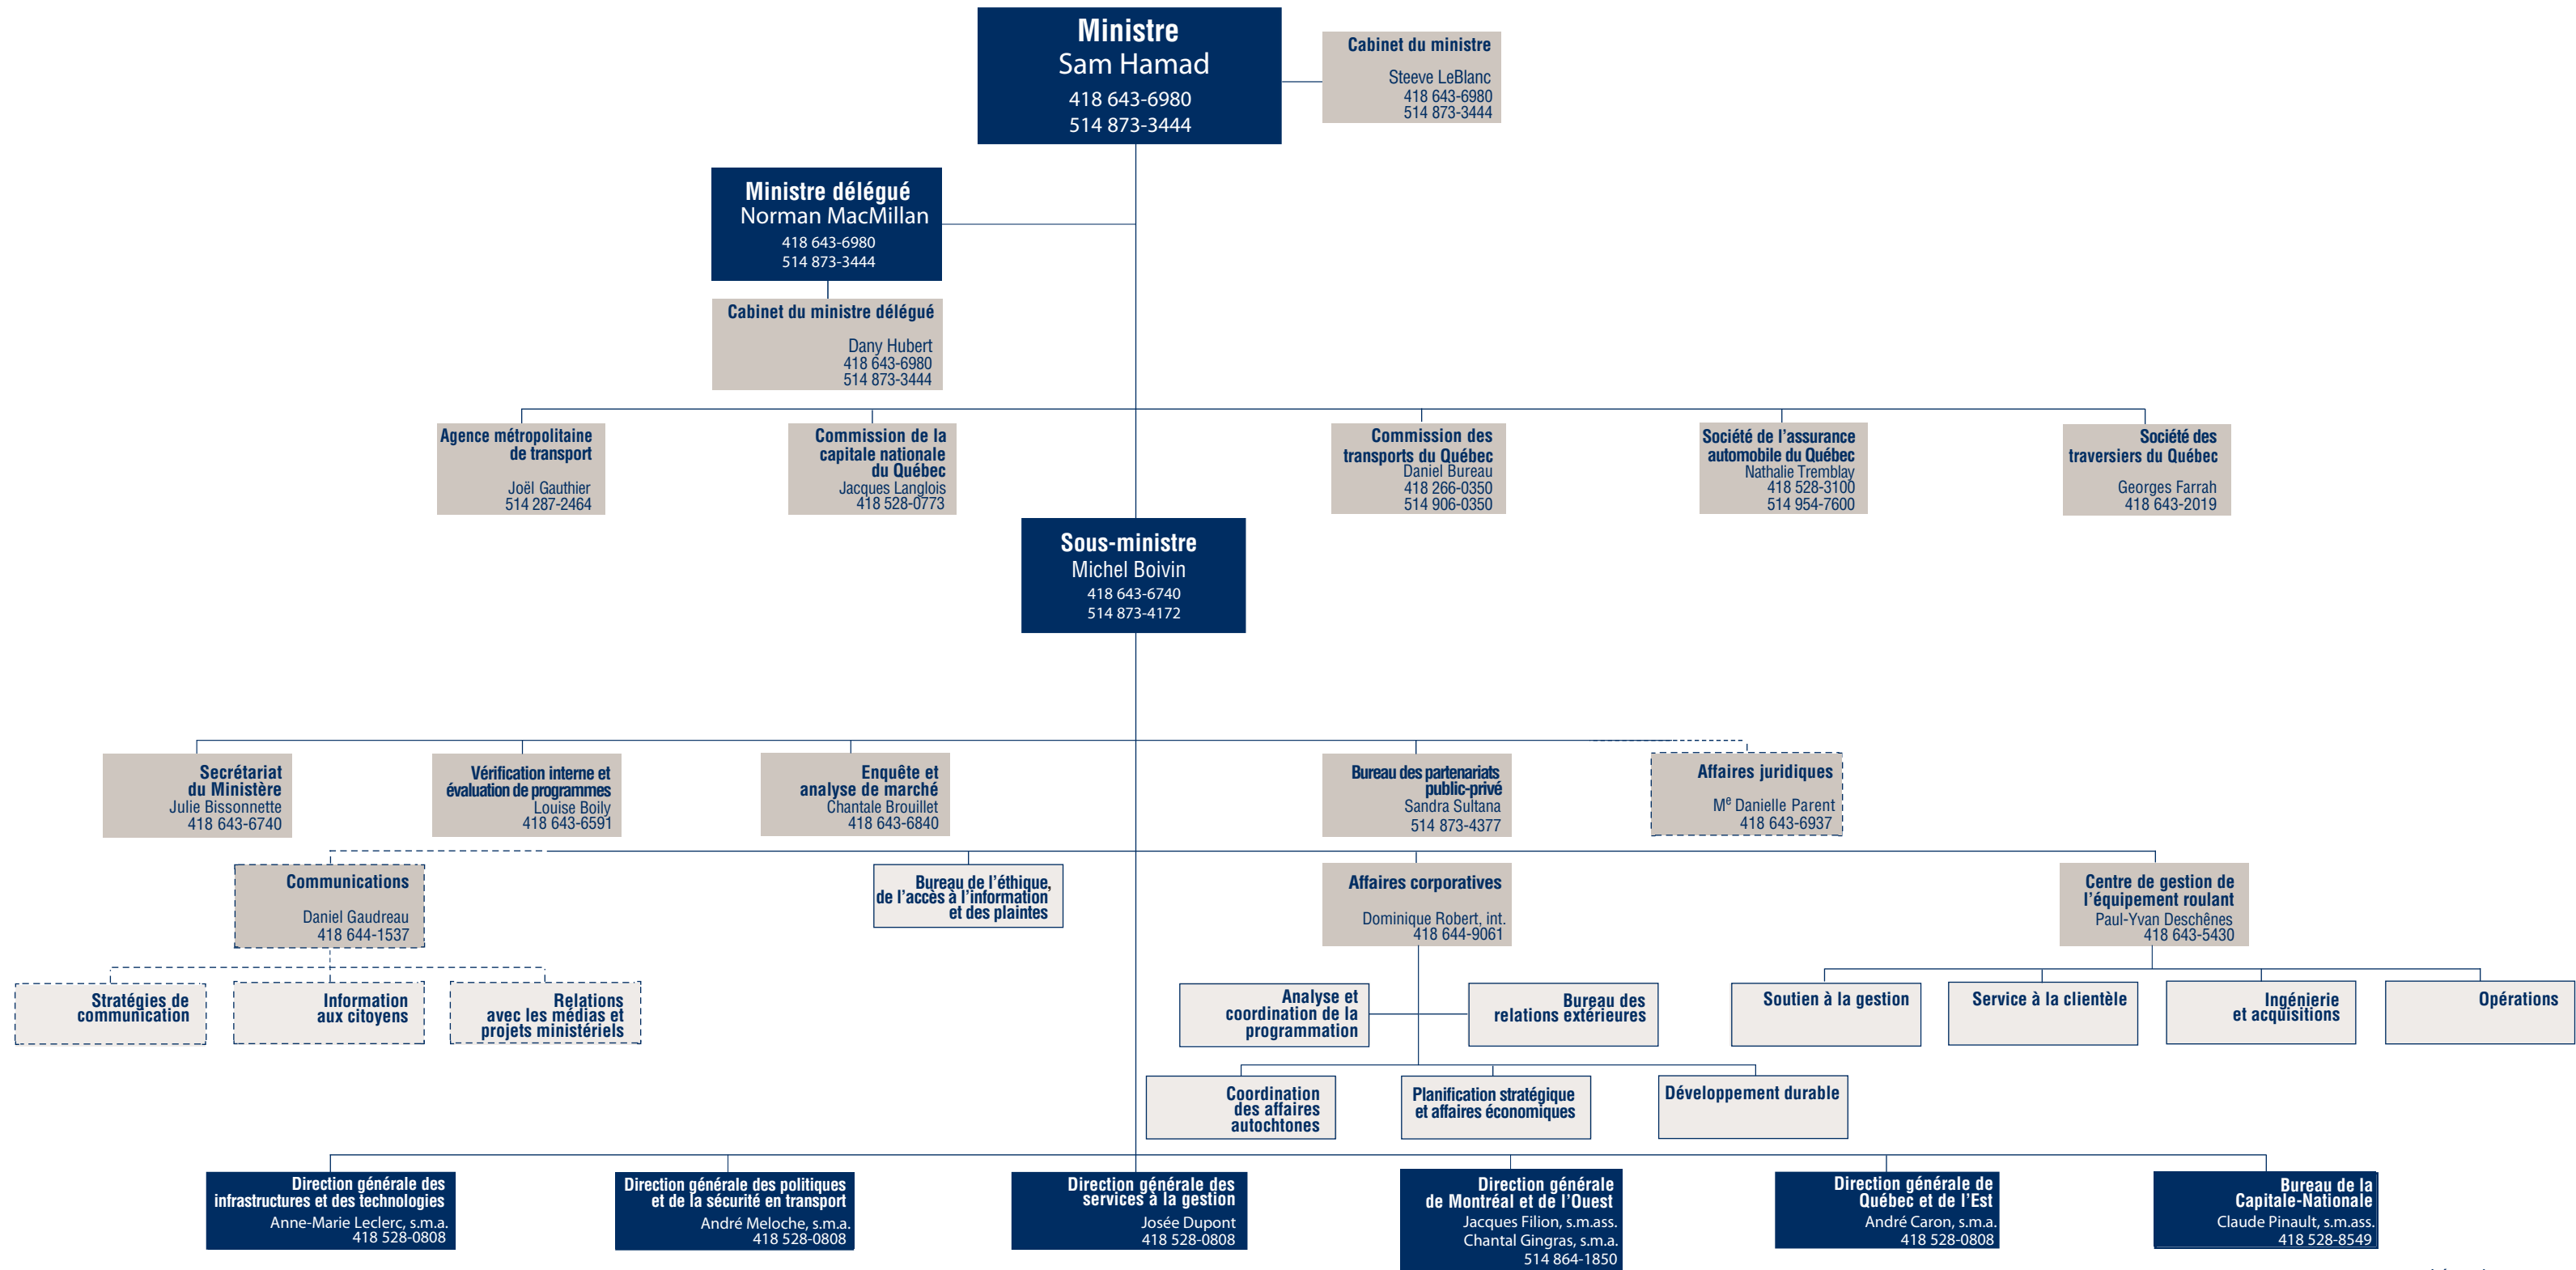 Ministre
Sam Hamad
418 643-6980
514 873-3444
Cabinet du ministre
Steeve LeBlanc
418 643-6980
514 873-3444
Ministre délégué
Norman MacMillan
418 643-6980
514 873-3444
Cabinet du ministre délégué
Dany Hubert
418 643-6980
514 873-3444
Agence métropolitaine
de transport
Joël Gauthier
514 287-2464
Commission de la
capitale nationale
du Québec
Jacques Langlois
418 528-0773
Commission des
transports du Québec
Daniel Bureau
418 266-0350
514 906-0350
Société de l'assurance
automobile du Québec
Nathalie Tremblay
418 528-3100
514 954-7600
Société des
traversiers du Québec
Georges Farrah
418 643-2019
Sous-ministre
Michel Boivin
418 643-6740
514 873-4172
Secrétariat
du Ministère
Julie Bissonnette
418 643-6740
Vérification interne et
évaluation de programmes
Louise Boily
418 643-6591
Enquête et
analyse de marché
Chantale Brouillet
418 643-6840
Bureau des partenariats
public-privé
Sandra Sultana
514 873-4377
Affaires juridiques
Me Danielle Parent
418 643-6937
Communications
Daniel Gaudreau
418 644-1537
Bureau de l'éthique,
de l'accès à l'information
et des plaintes
Affaires corporatives
Dominique Robert, int.
418 644-9061
Centre de gestion de
l'équipement roulant
Paul-Yvan Deschênes
418 643-5430
Stratégies de
communication
Information
aux citoyens
Relations
avec les médias et
projets ministériels
Analyse et
coordination de la
programmation
Bureau des
relations extérieures
Soutien à la gestion
Service à la clientèle
Ingénierie
et acquisitions
Opérations
Coordination
des affaires
autochtones
Planification stratégique
et affaires économiques
Développement durable
Direction générale des
infrastructures et des technologies
Anne-Marie Leclerc, s.m.a.
418 528-0808
Direction générale des politiques
et de la sécurité en transport
André Meloche, s.m.a.
418 528-0808
Direction générale des
services à la gestion
Josée Dupont
418 528-0808
Direction générale
de Montréal et de l'Ouest
Jacques Filion, s.m.ass.
Chantal Gingras, s.m.a.
514 864-1850
Direction générale de
Québec et de l'Est
André Caron, s.m.a.
418 528-0808
Bureau de la
Capitale-Nationale
Claude Pinault, s.m.ass.
418 528-8549